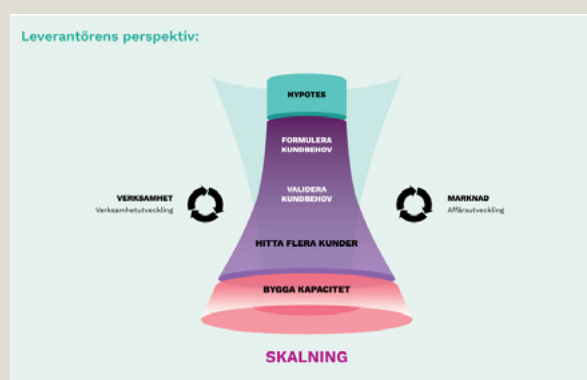 Leverantörens perspektiv:
HYPOTES
FORMULERA
KUNDBEHOV
VALIDERA
KUNDBEHOV
VERKSAMHET
Verksamhetutveckling
MARKNAD
Affärsutveckling
HITTA FLERA KUNDER
BYGGA KAPACITET
SKALNING